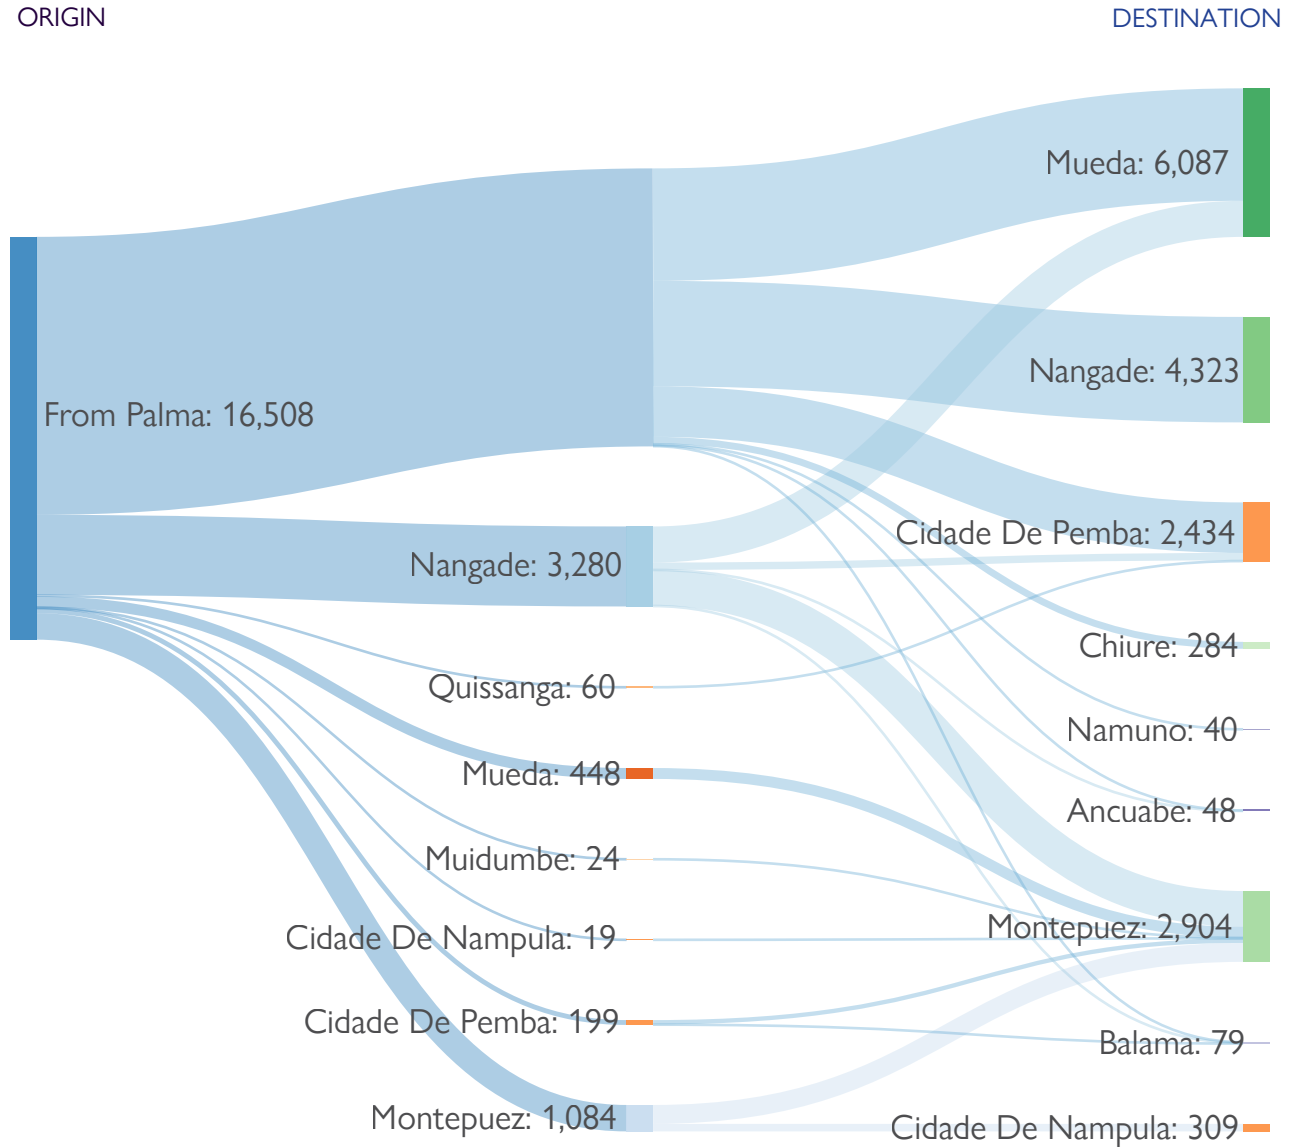 ORIGIN
DESTINATION
Mueda: 6,087
Nangade: 4,323
From Palma: 16,508
Cidade De Pemba: 2,434
Nangade: 3,280
Chiure: 284
Quissanga: 60
Namuno: 40
Mueda: 448
Ancuabe: 48
Muidumbe: 24
Montepuez: 2,904
Cidade De Nampula: 19
Cidade De Pemba: 199
Balama: 79
Montepuez: 1,084
Cidade De Nampula: 309